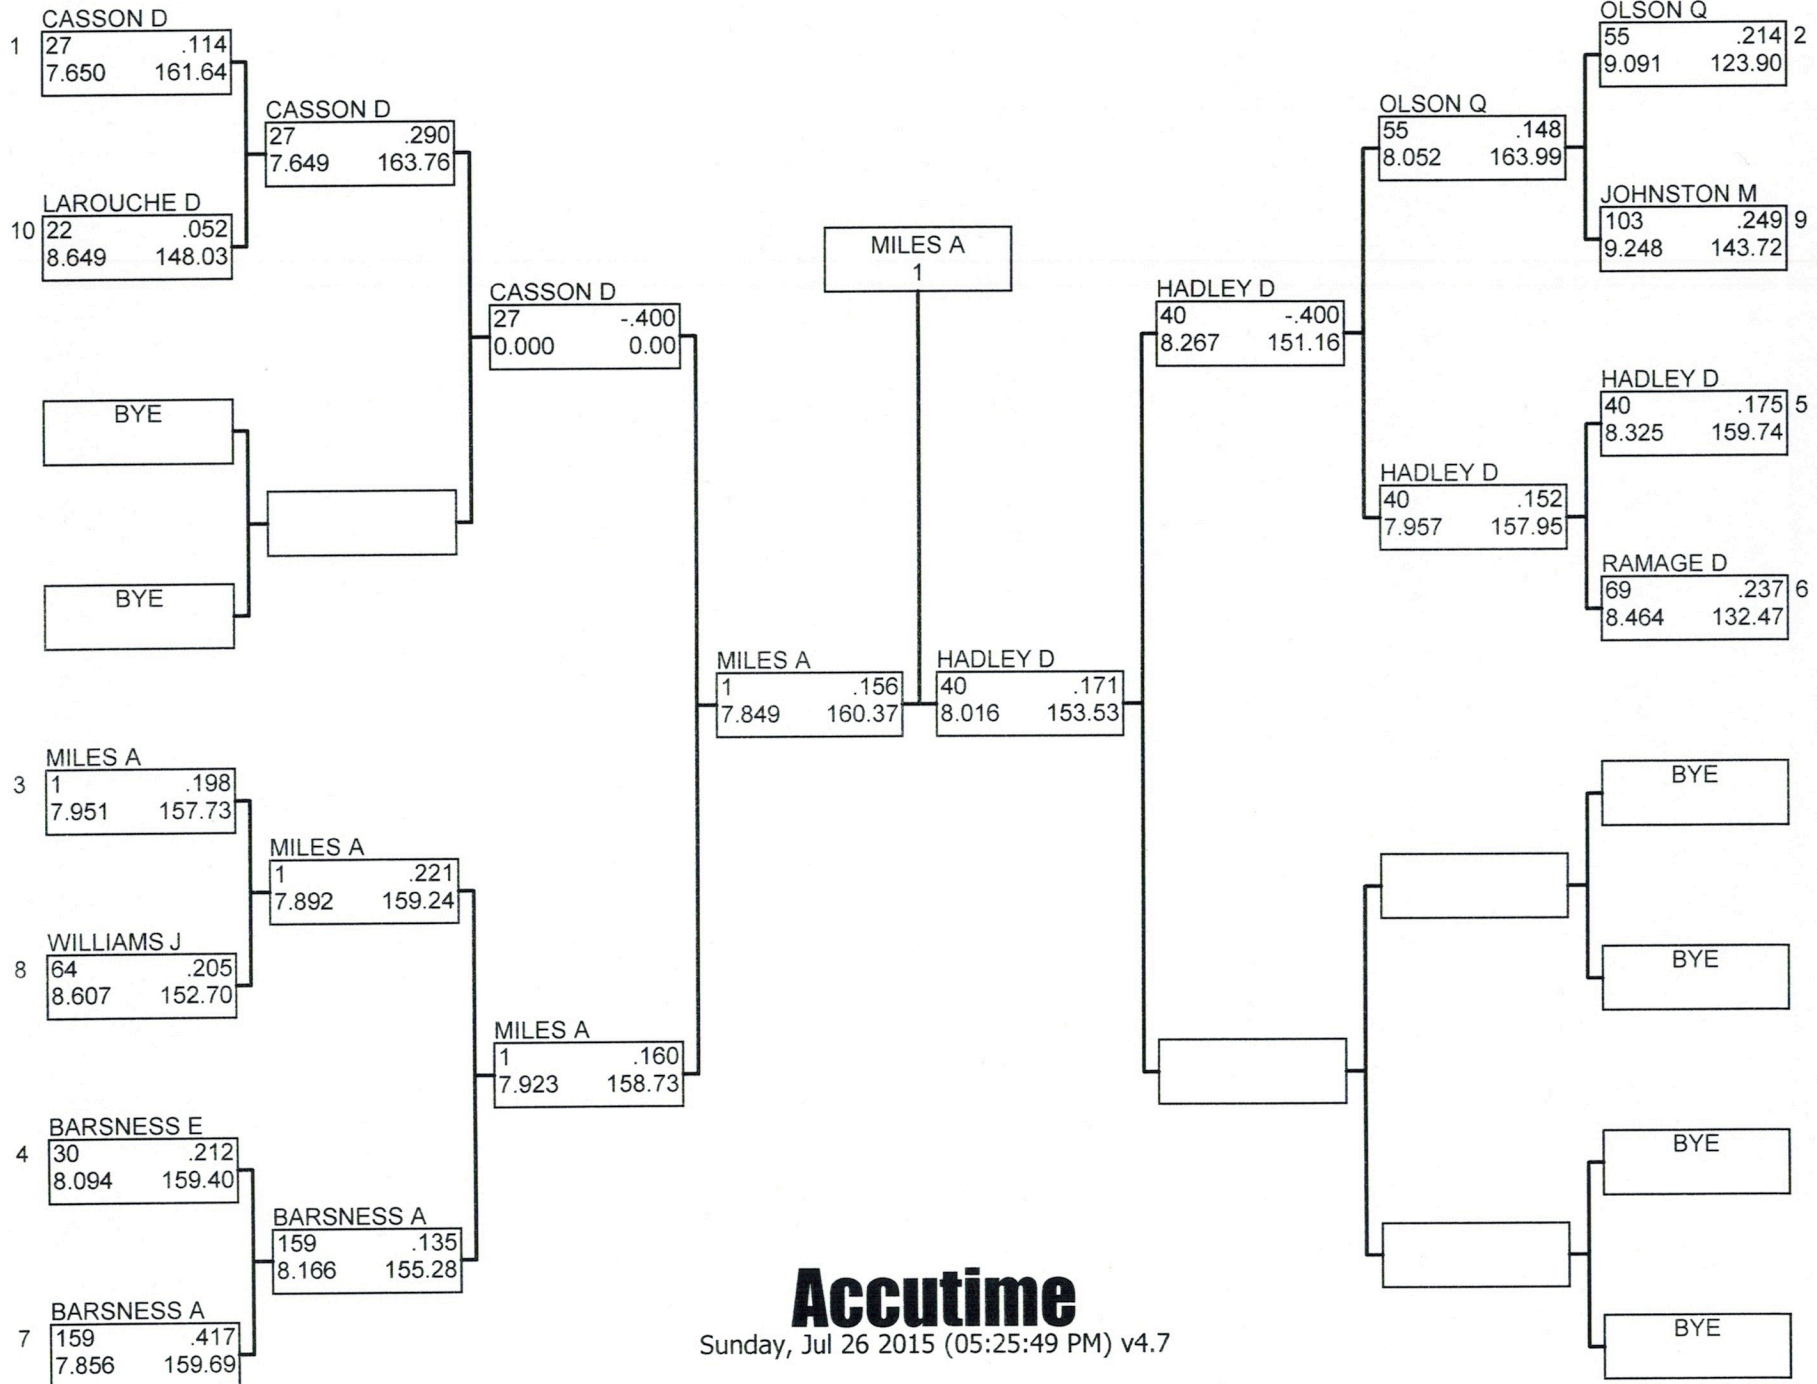 CASSON D
1
27 .114
7.650 161.64
LAROUCHE D
10
22 .052
8.649 148.03
BYE
BYE
MILES A
3
1 .198
7.951 157.73
WILLIAMS J
8
64 .205
8.607 152.70
BARSNESS E
4
30 .212
8.094 159.40
BARSNESS A
7
159 .417
7.856 159.69
CASSON D
27 .290
7.649 163.76
MILES A
1 .221
7.892 159.24
BARSNESS A
159 .135
8.166 155.28
CASSON D
27 -.400
0.000 0.00
MILES A
1 .160
7.923 158.73
MILES A
1 .156
7.849 160.37
MILES A
1
HADLEY D
40 .171
8.016 153.53
HADLEY D
40 -.400
8.267 151.16
OLSON Q
55 .148
8.052 163.99
HADLEY D
40 .152
7.957 157.95
OLSON Q
55 .214 2
9.091 123.90
JOHNSTON M
103 .249 9
9.248 143.72
HADLEY D
40 .175 5
8.325 159.74
RAMAGE D
69 .237 6
8.464 132.47
BYE
BYE
BYE
BYE
Accutime
Sunday, Jul 26 2015 (05:25:49 PM) v4.7